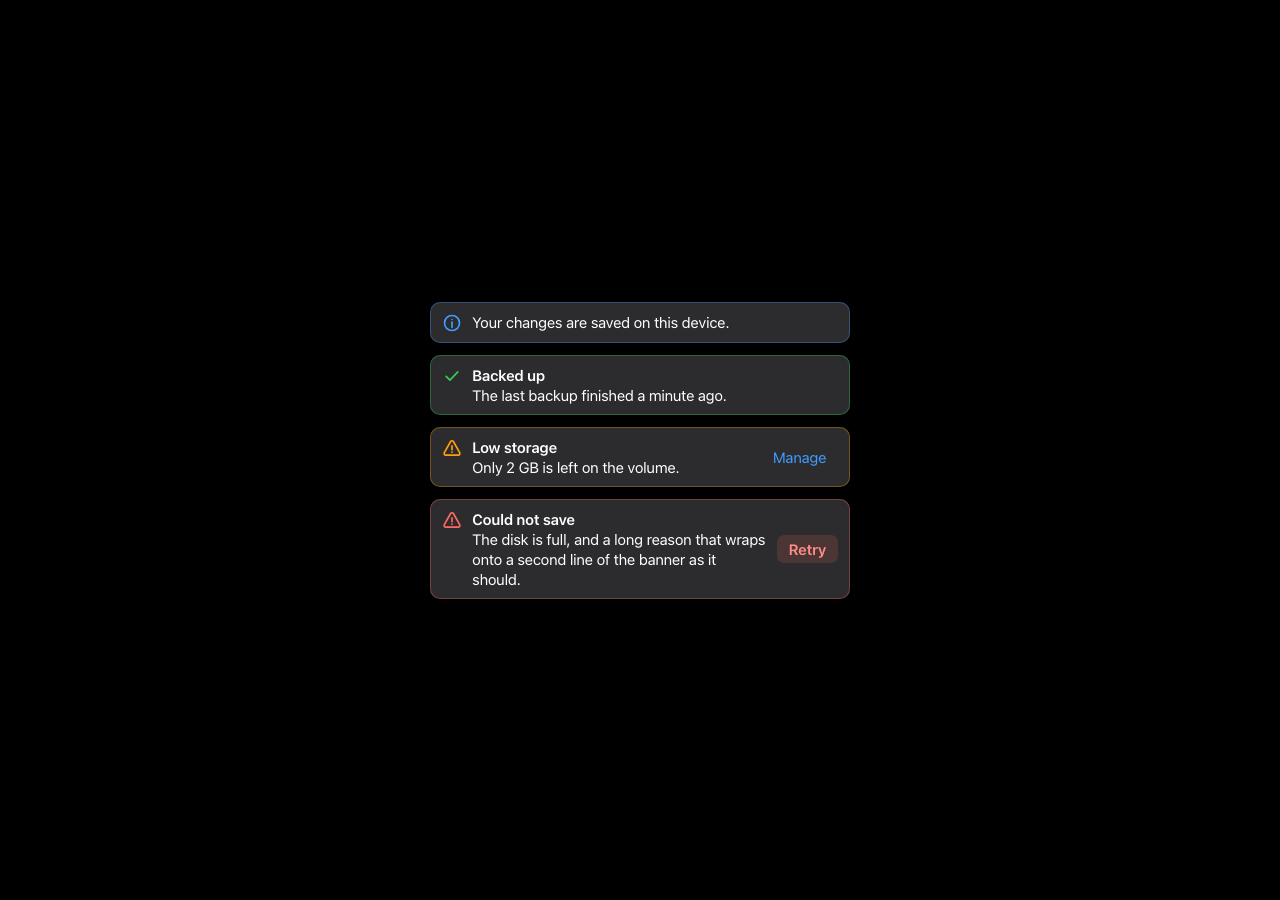 Your changes are saved on this device.
Backed up
The last backup finished a minute ago.
Low storage
Only 2 GB is left on the volume.
Manage
Could not save
The disk is full, and a long reason that wraps
onto a second line of the banner as it
should.
Retry